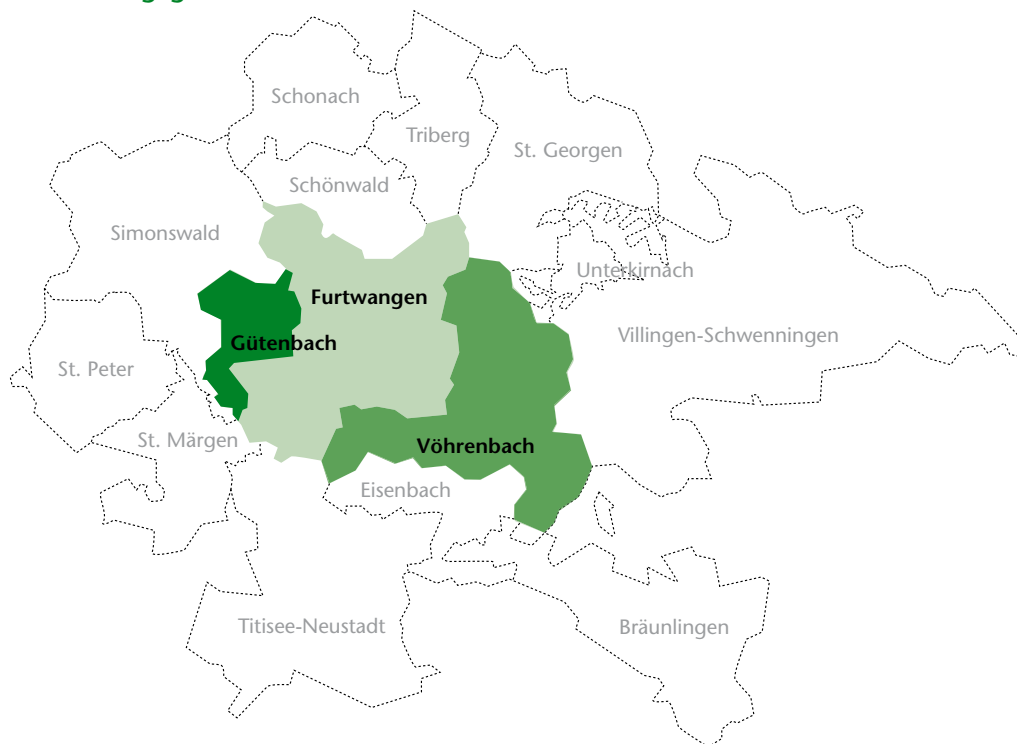 Schonach
Triberg
St. Georgen
Schönwald
Simonswald
Unterkirnach
Furtwangen
Villingen-Schwenningen
Gütenbach
St. Peter
St. Märgen
Vöhrenbach
Eisenbach
Titisee-Neustadt
Bräunlingen